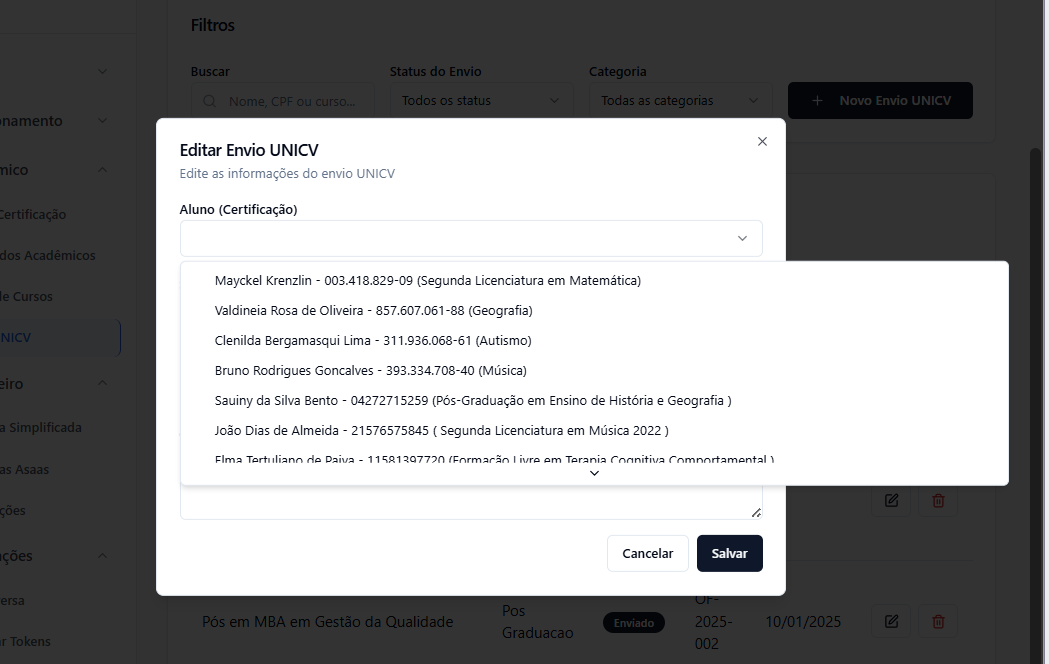 Filtros
Buscar
Status do Envio
Categoria
Nome, CPF ou curso...
Todos os status
Todas as categorias
+ Novo Envio UNICV
onamento
mico
Certificação
dos Acadêmicos
de Cursos
NICV
eiro
a Simplificada
as Asaas
ções
ações
ersa
ar Tokens
Editar Envio UNICV
Edite as informações do envio UNICV
Aluno (Certificação)
Mayckel Krenzlin - 003.418.829-09 (Segunda Licenciatura em Matemática)
Valdineia Rosa de Oliveira - 857.607.061-88 (Geografia)
Clenilda Bergamasqui Lima - 311.936.068-61 (Autismo)
Bruno Rodrigues Goncalves - 393.334.708-40 (Música)
Sauiny da Silva Bento - 04272715259 (Pós-Graduação em Ensino de História e Geografia )
João Dias de Almeida - 21576575845 ( Segunda Licenciatura em Música 2022 )
Elma Tertuliano de Paiva - 11581397720 (Formação Livre em Terapia Cognitiva Comportamental )
Cancelar
Salvar
Pós em MBA em Gestão da Qualidade
Pos
Graduacao
Enviado
OF-
2025-
002
10/01/2025